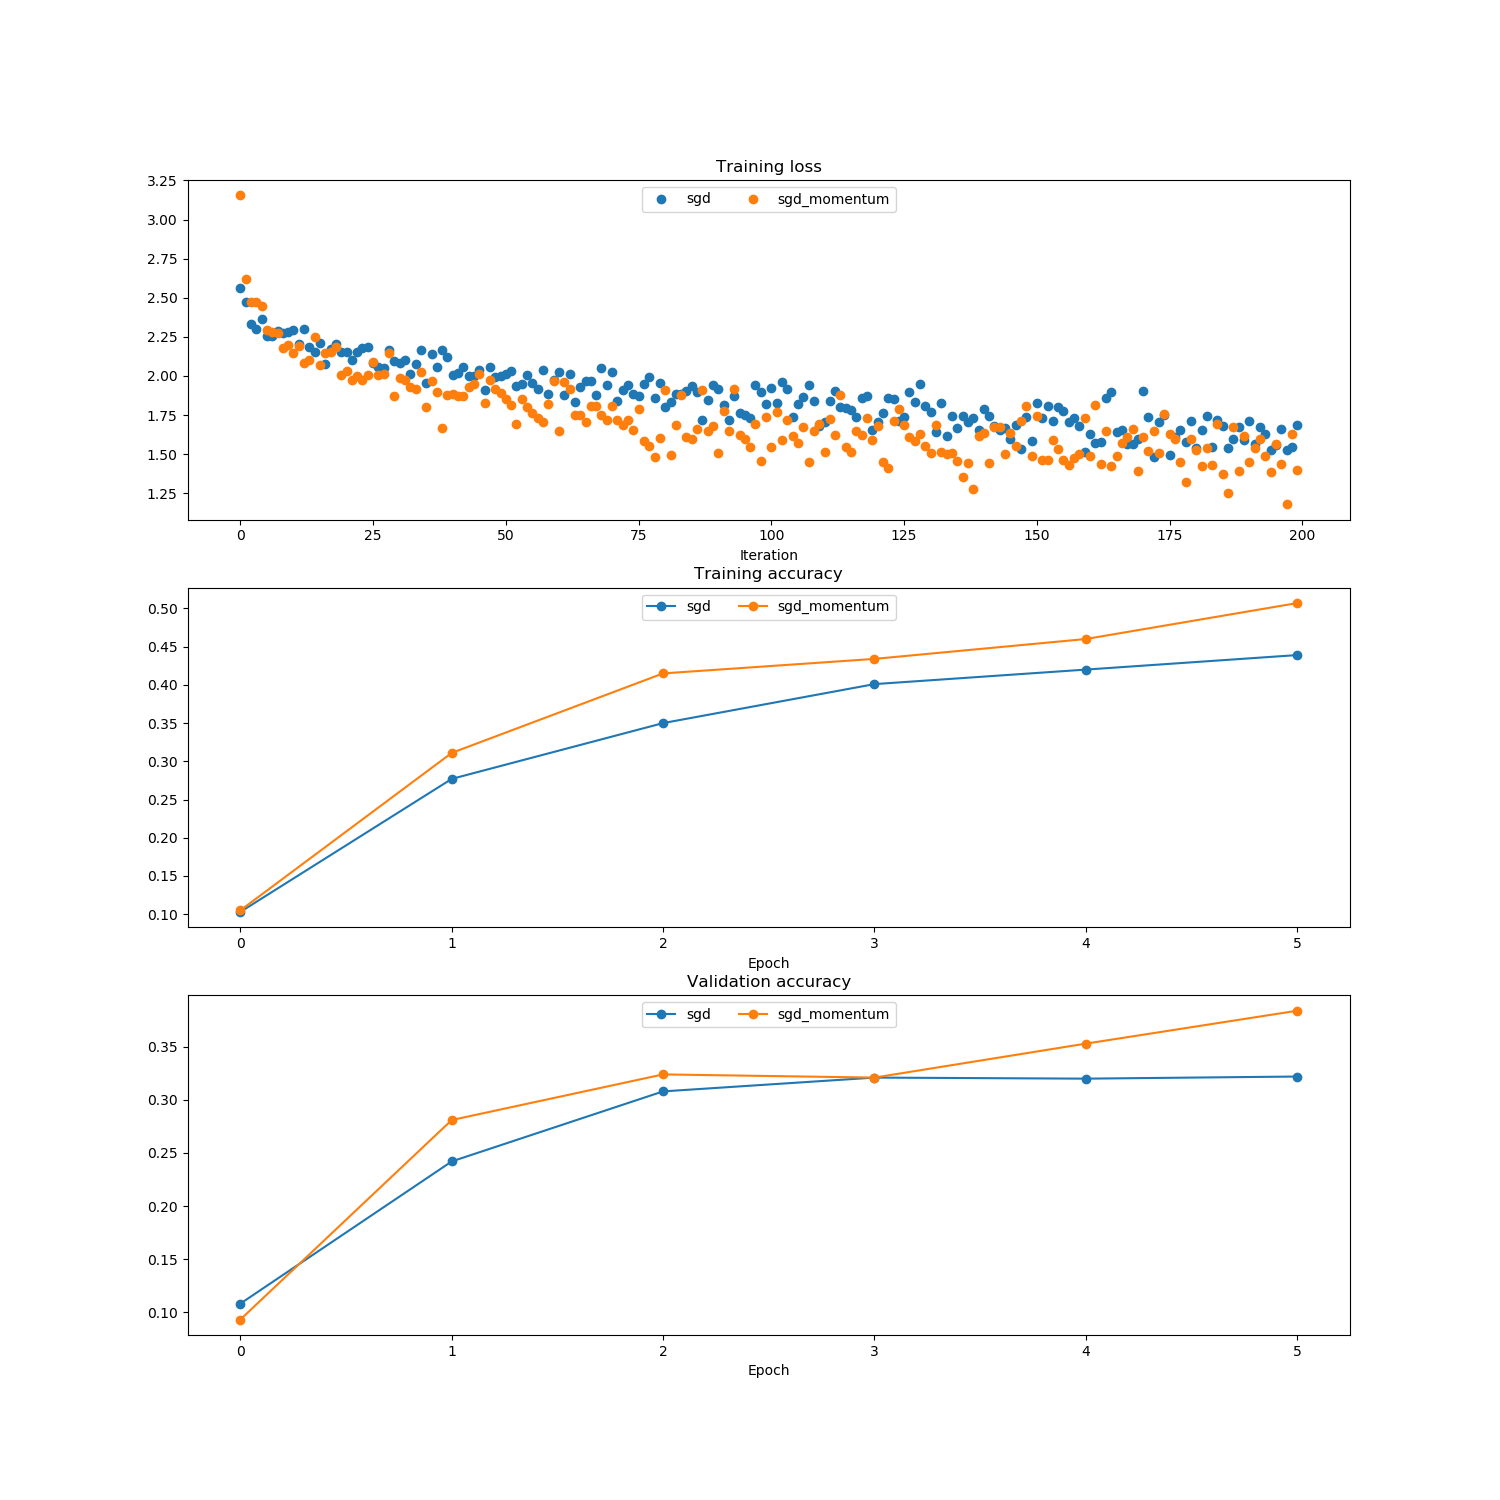 Training loss
sgd sgd_momentum
3.25
3.00
2.75
2.50
2.25
2.00
1.75
1.50
1.25
0 25 50 75 100 125 150 175 200
Iteration
Training accuracy
sgd sgd_momentum
0.50
0.45
0.40
0.35
0.30
0.25
0.20
0.15
0.10
0 1 2 3 4 5
Epoch
Validation accuracy
sgd sgd_momentum
0.35
0.30
0.25
0.20
0.15
0.10
0 1 2 3 4 5
Epoch